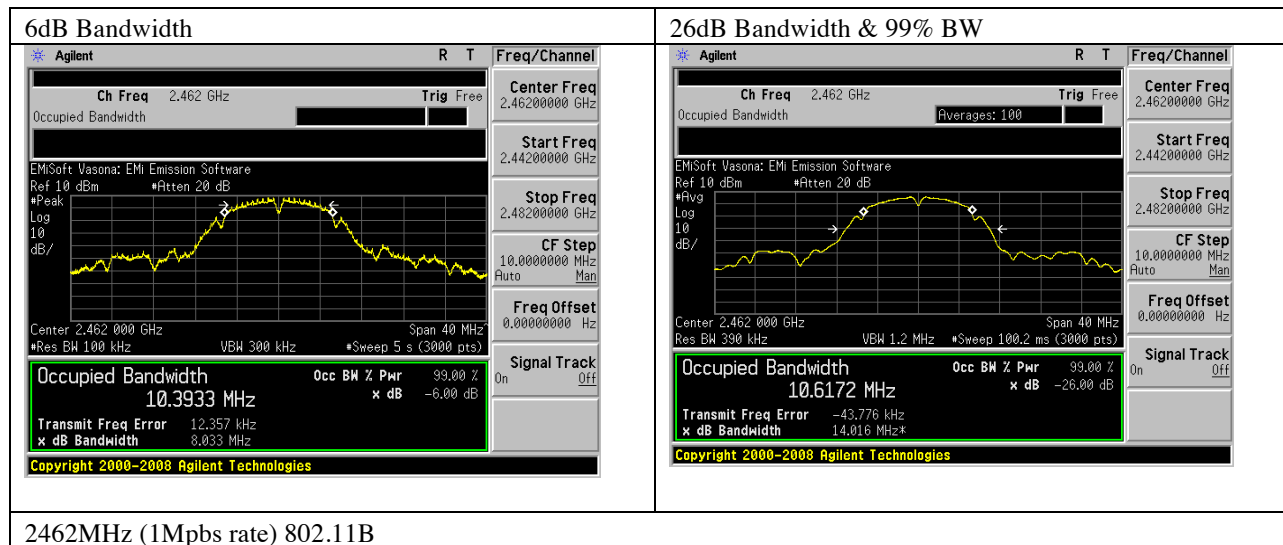 6dB Bandwidth
Agilent R T
Ch Freq 2.462 GHz Trig Free
Occupied Bandwidth
EMiSoft Vasona: EMi Emission Software
Ref 10 dBm #Atten 20 dB
#Peak
Log
10
dB/
Center 2.462 000 GHz Span 40 MHz^
#Res BW 100 kHz VBW 300 kHz #Sweep 5 s (3000 pts)
Occupied Bandwidth Occ BW % Pwr 99.00 %
10.3933 MHz x dB -6.00 dB
Transmit Freq Error 12.357 kHz
x dB Bandwidth 8.033 MHz
Copyright 2000-2008 Agilent Technologies
Freq/Channel
Center Freq
2.46200000 GHz
Start Freq
2.44200000 GHz
Stop Freq
2.48200000 GHz
CF Step
10.0000000 MHz
Auto Man
Freq Offset
0.00000000 Hz
Signal Track
On Off
26dB Bandwidth & 99% BW
Agilent R T
Ch Freq 2.462 GHz Trig Free
Occupied Bandwidth Averages: 100
EMiSoft Vasona: EMi Emission Software
Ref 10 dBm #Atten 20 dB
#Avg
Log
10
dB/
Center 2.462 000 GHz Span 40 MHz
#Res BW 390 kHz VBW 1.2 MHz #Sweep 100.2 ms (3000 pts)
Occupied Bandwidth Occ BW % Pwr 99.00 %
10.6172 MHz x dB -26.00 dB
Transmit Freq Error -43.776 kHz
x dB Bandwidth 14.016 MHz*
Copyright 2000-2008 Agilent Technologies
Freq/Channel
Center Freq
2.46200000 GHz
Start Freq
2.44200000 GHz
Stop Freq
2.48200000 GHz
CF Step
10.0000000 MHz
Auto Man
Freq Offset
0.00000000 Hz
Signal Track
On Off
2462MHz (1Mpbs rate) 802.11B